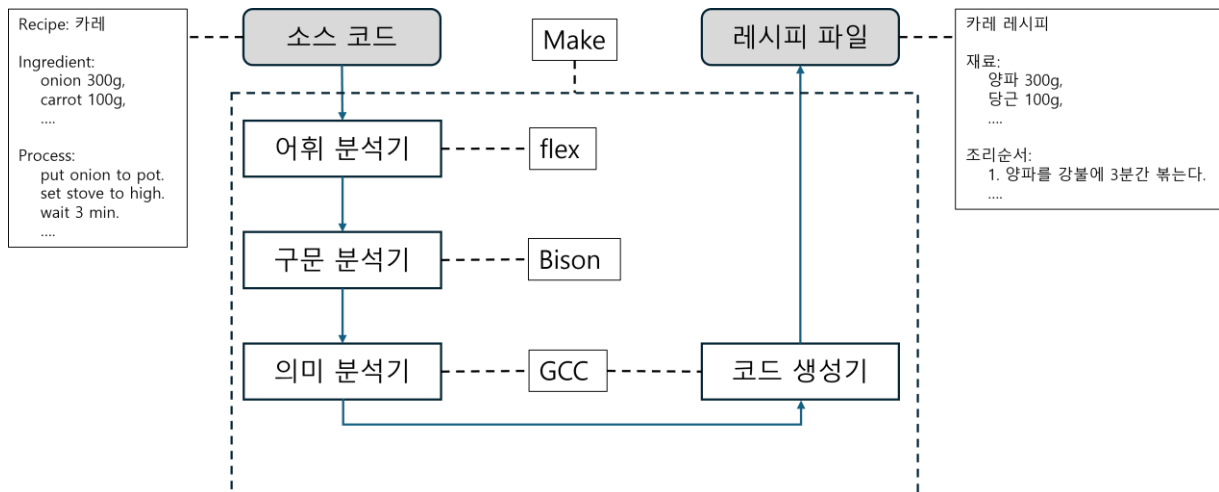 Recipe: 카레
Ingredient:
onion 300g,
carrot 100g,
....
Process:
put onion to pot.
set stove to high.
wait 3 min.
....
소스 코드
Make
레시피 파일
어휘 분석기
flex
구문 분석기
Bison
의미 분석기
GCC
코드 생성기
카레 레시피
재료:
양파 300g,
당근 100g,
....
조리순서:
1. 양파를 강불에 3분간 볶는다.
....